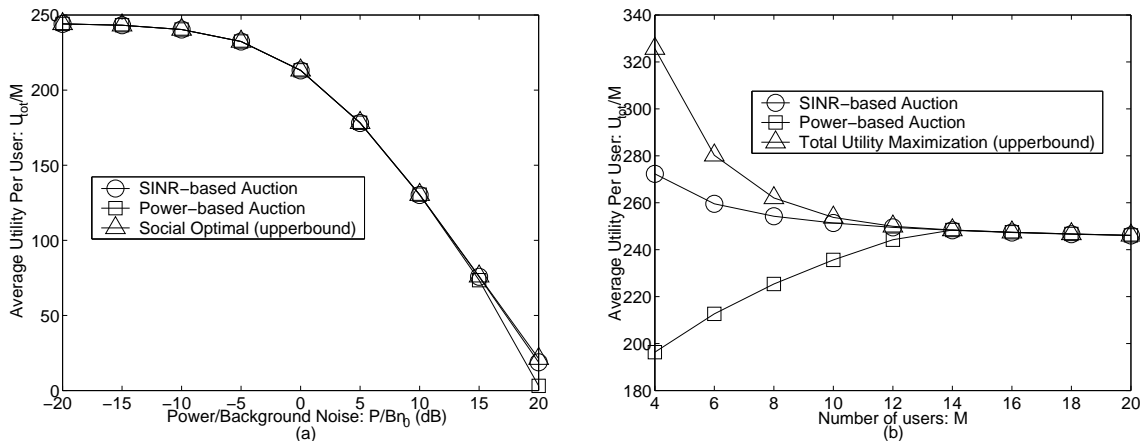 250
200
150
100
50
0
Average Utility Per User: U_tot/M
SINR−based Auction
Power−based Auction
Social Optimal (upperbound)
−20 −15 −10 −5 0 5 10 15 20
Power/Background Noise: P/Bn_0 (dB)
(a)
340
320
300
280
260
240
220
200
180
Average Utility Per User: U_tot/M
SINR−based Auction
Power−based Auction
Total Utility Maximization (upperbound)
4 6 8 10 12 14 16 18 20
Number of users: M
(b)